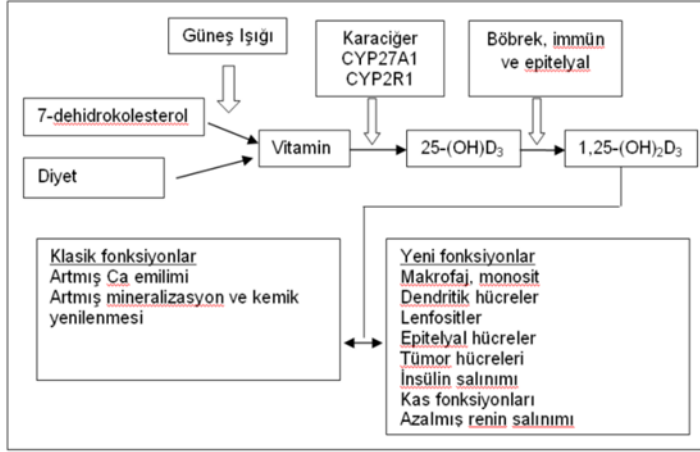 Güneş Işığı
Karaciğer
CYP27A1
CYP2R1
Böbrek, immün
ve epitelyal
7-dehidrokolesterol
Diyet
Vitamin
25-(OH)D₃
1,25-(OH)₂D₃
Klasik fonksiyonlar
Artmış Ca emilimi
Artmış mineralizasyon ve kemik
yenilenmesi
Yeni fonksiyonlar
Makrofaj, monosit
Dendritik hücreler
Lenfositler
Epitelyal hücreler
Tümor hücreleri
İnsülin salınımı
Kas fonksiyonları
Azalmış renin salınımı